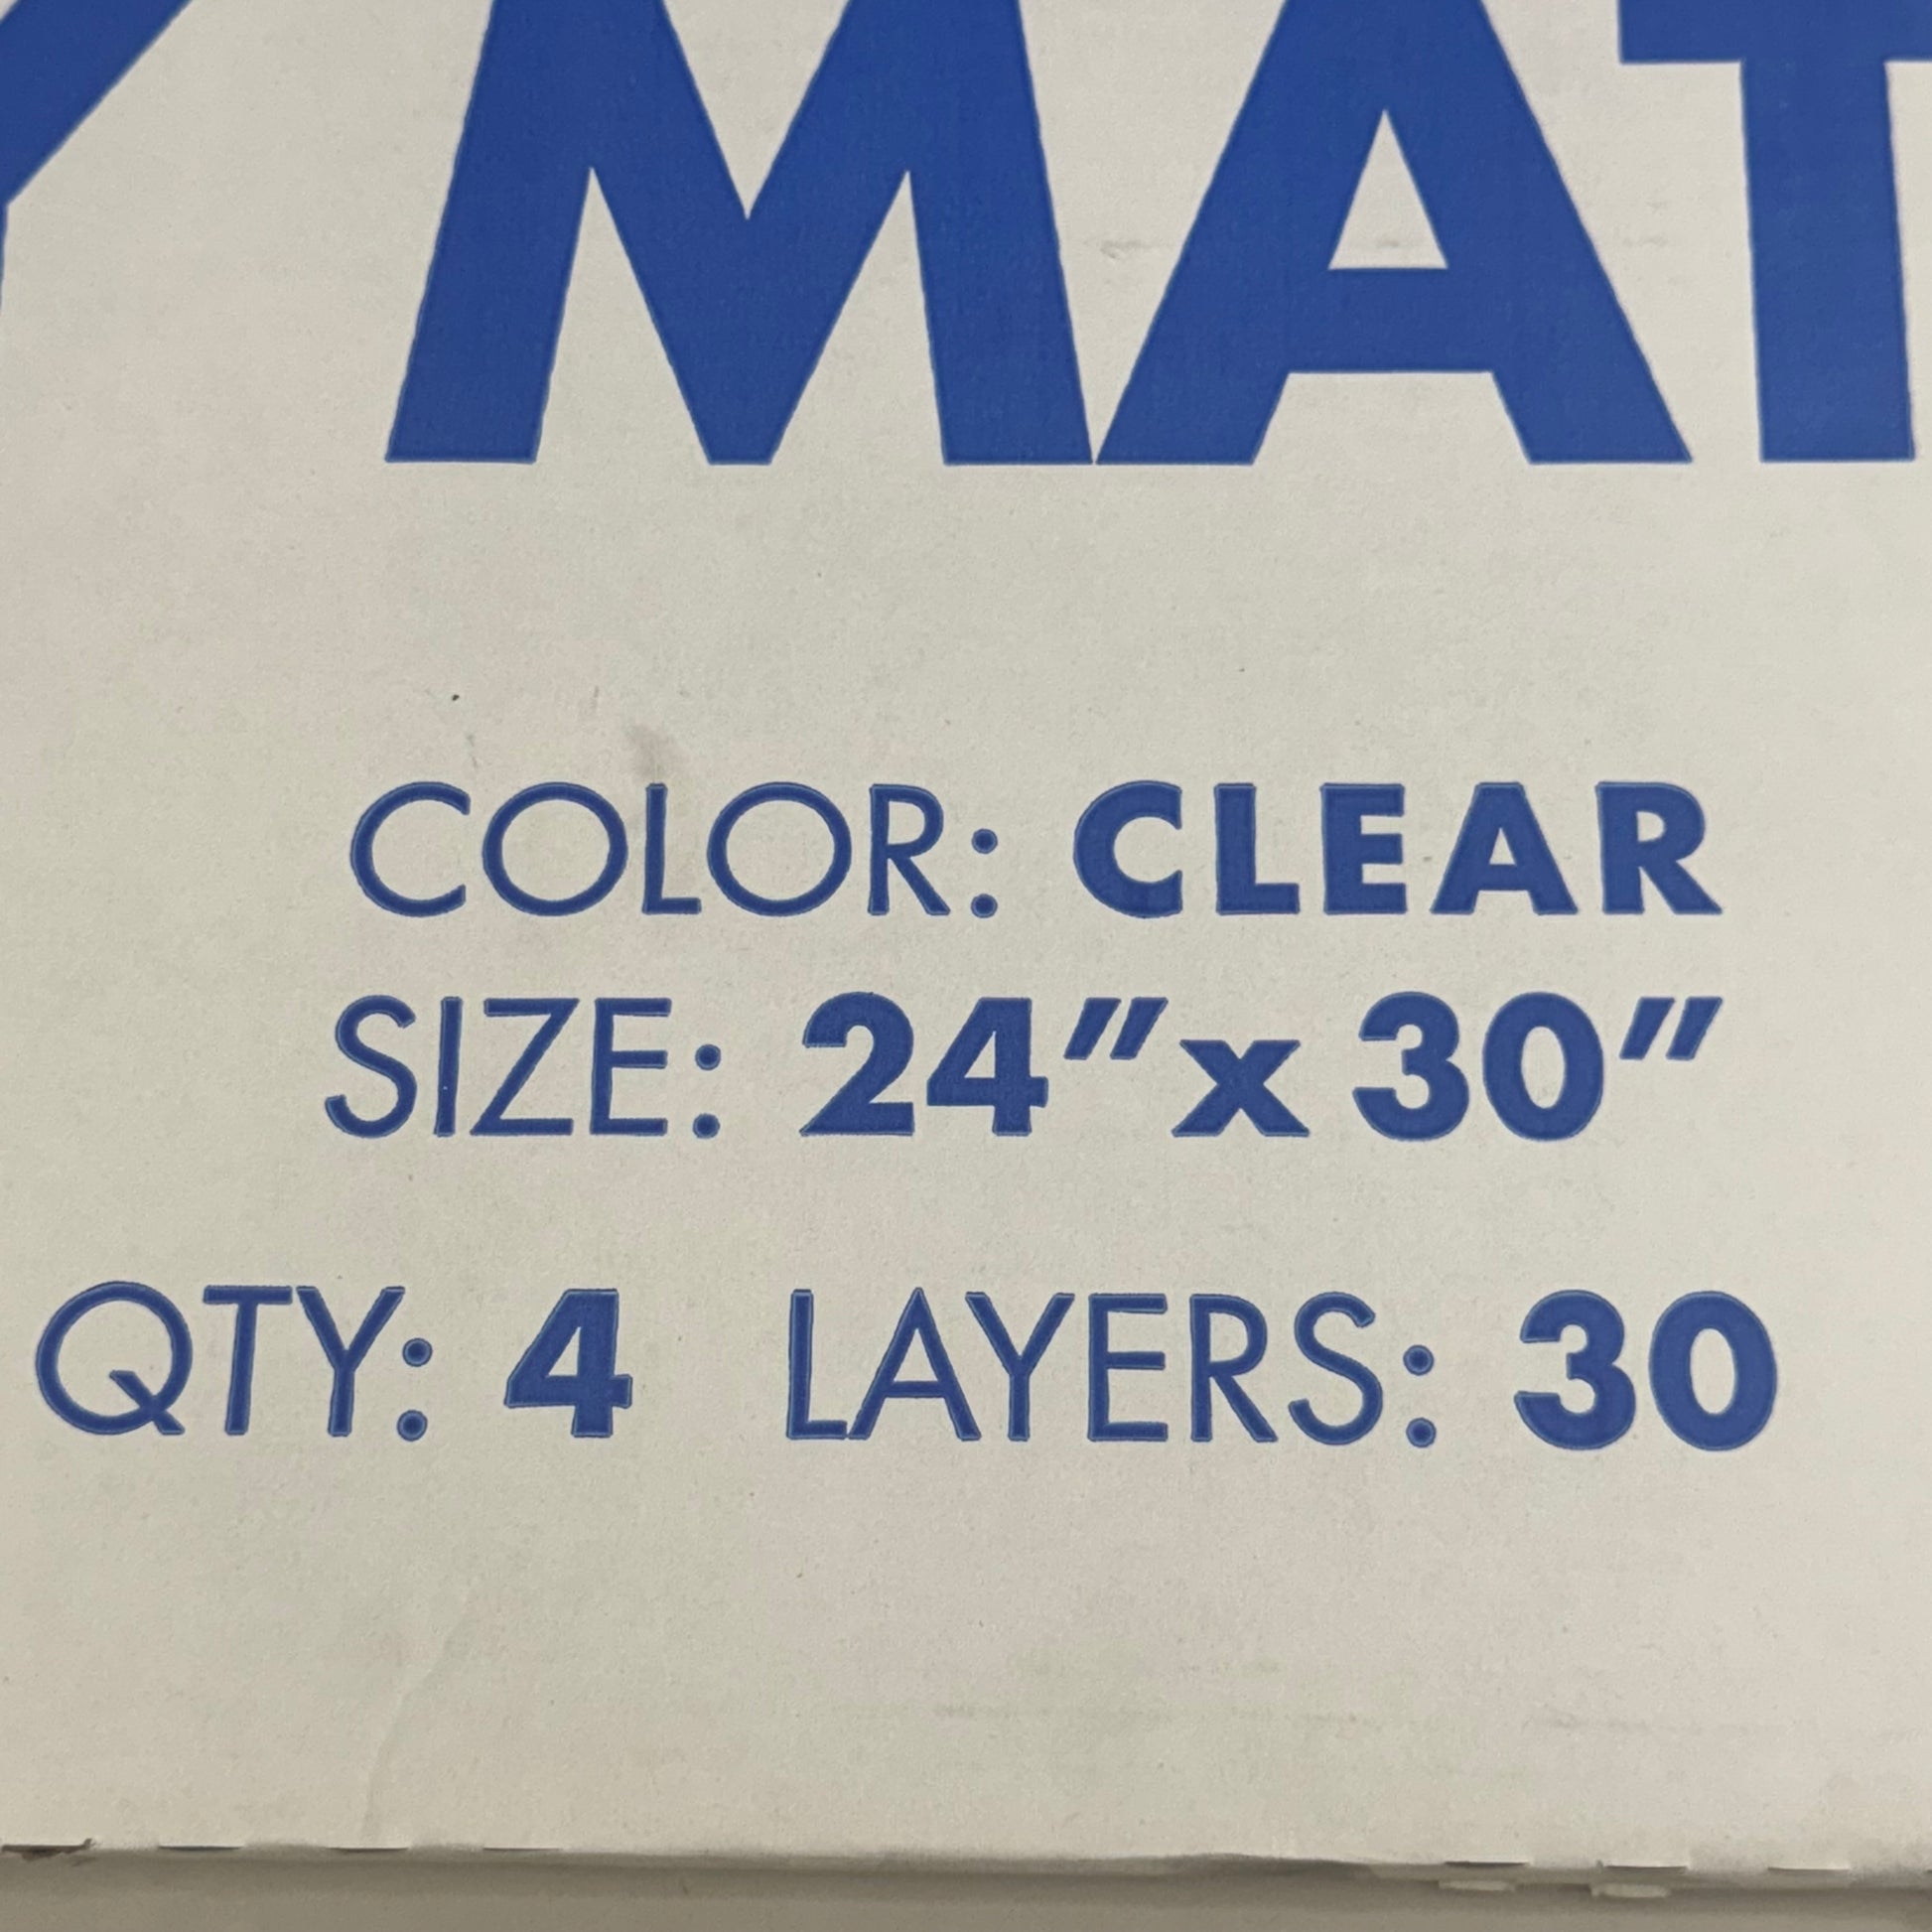 Y MAT
COLOR: CLEAR
SIZE: 24"x 30"
QTY: 4 LAYERS: 30